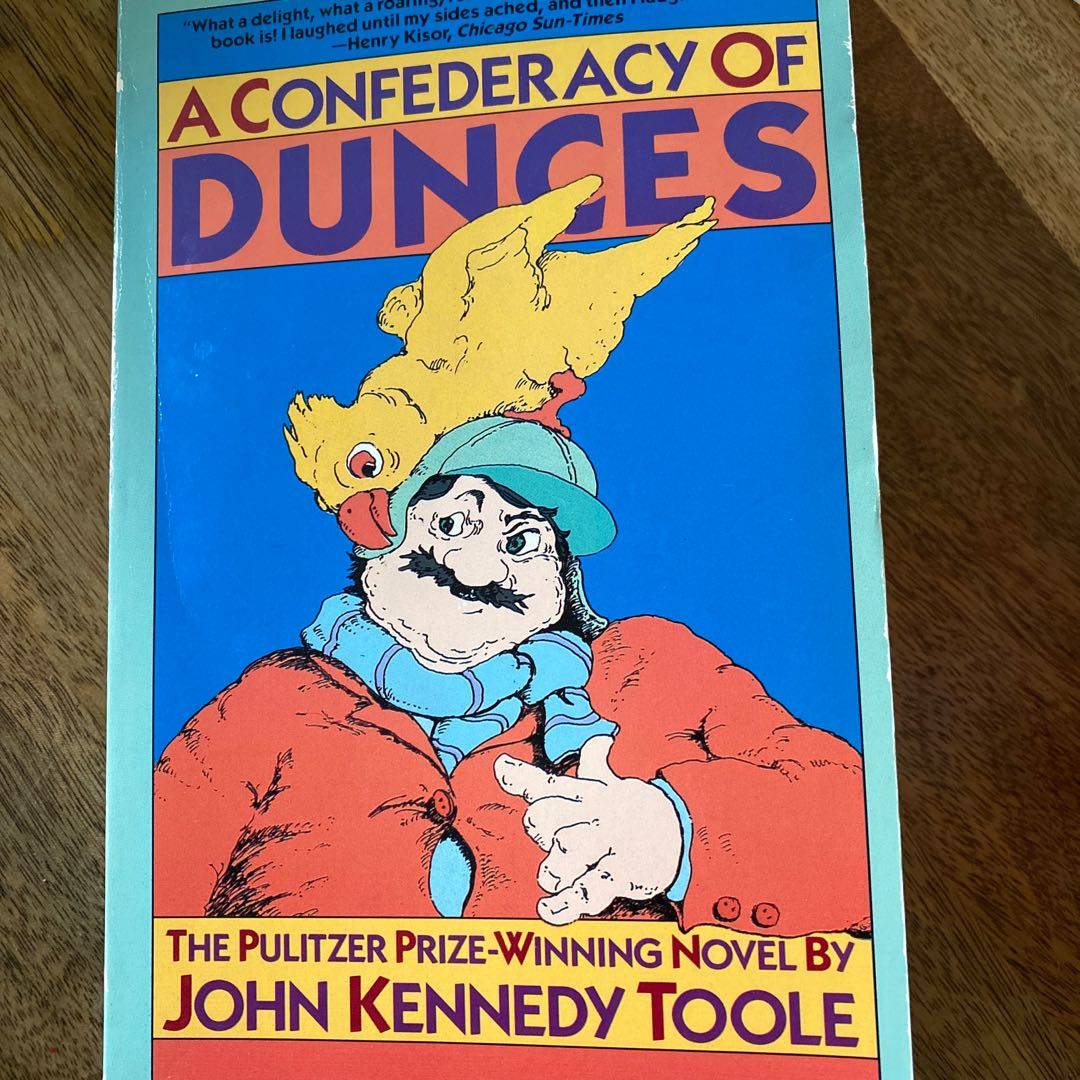 "What a delight, what a roaring,
book is! I laughed until my sides ached, and then I
—Henry Kisor, Chicago Sun-Times
A CONFEDERACY OF
DUNCES
THE PULITZER PRIZE-WINNING NOVEL BY
JOHN KENNEDY TOOLE